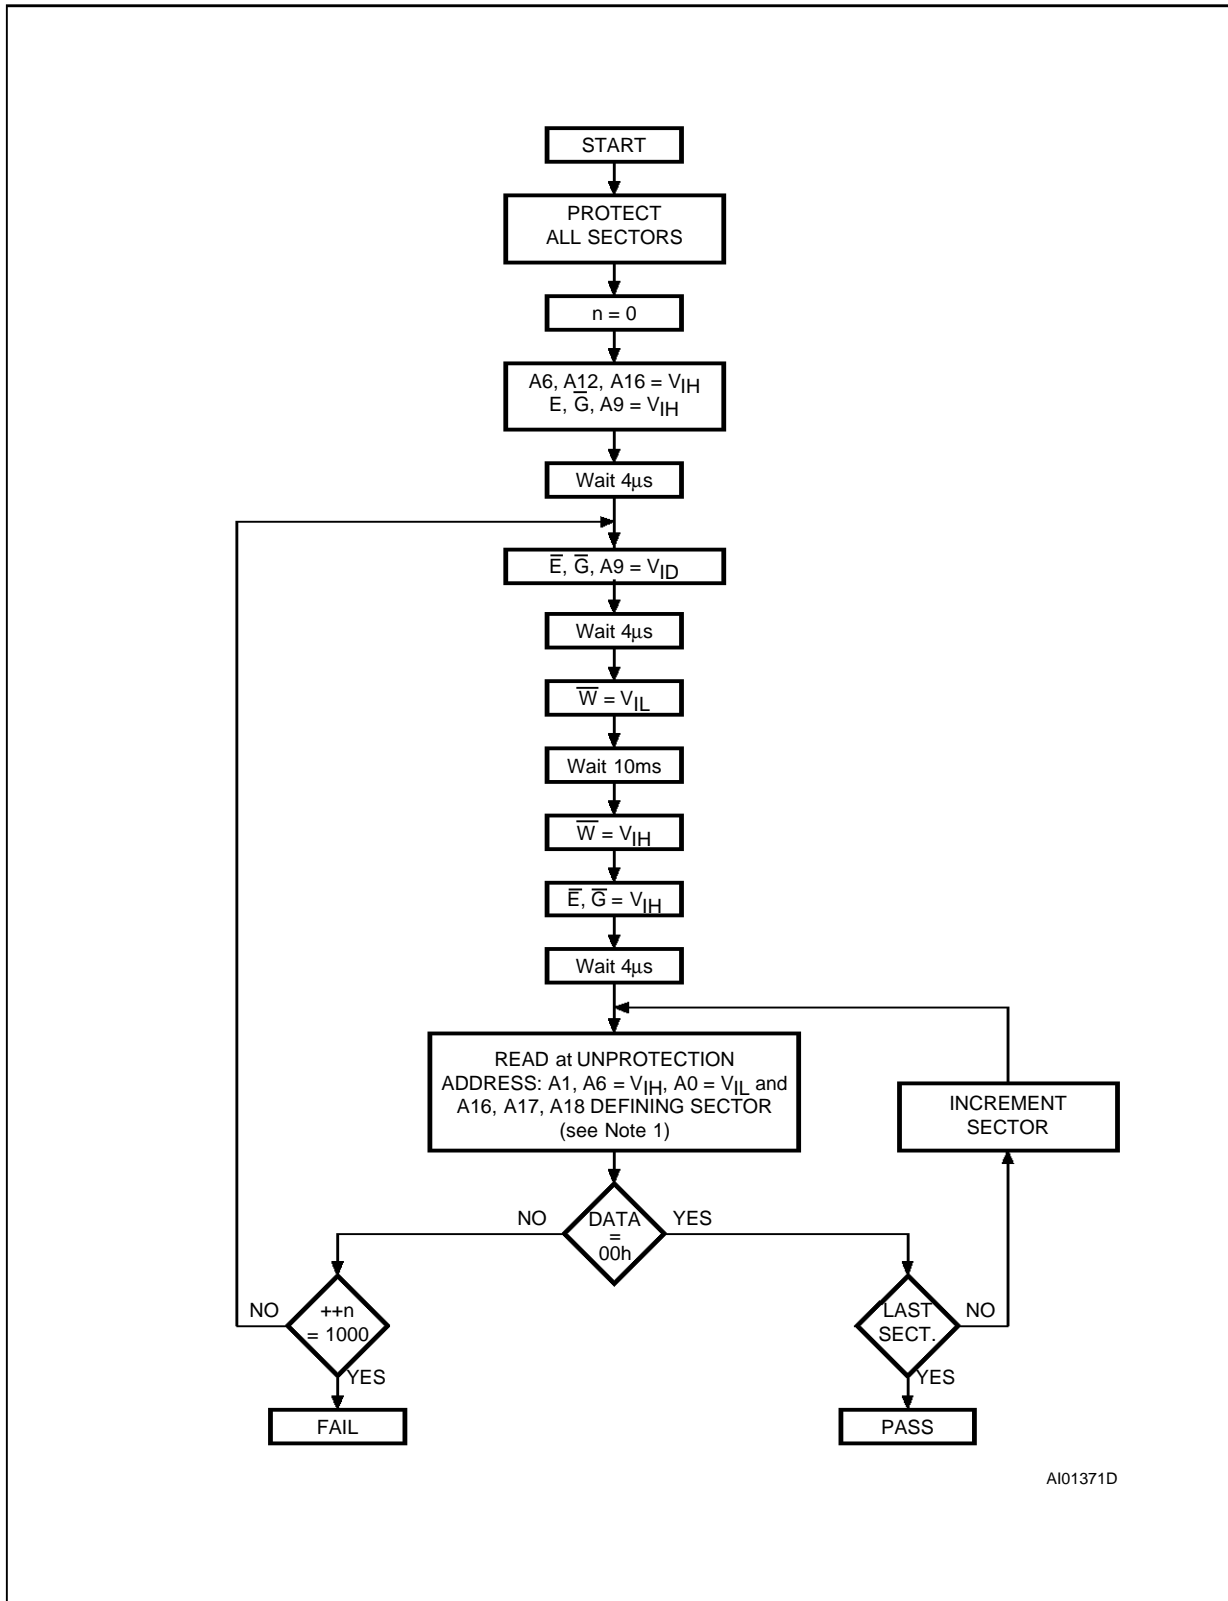 START
PROTECT
ALL SECTORS
n = 0
A6, A12, A16 = VIH
E, G̅, A9 = VIH
Wait 4µs
E̅, G̅, A9 = VID
Wait 4µs
W̅ = VIL
Wait 10ms
W̅ = VIH
E̅, G̅ = VIH
Wait 4µs
READ at UNPROTECTION
ADDRESS: A1, A6 = VIH, A0 = VIL and
A16, A17, A18 DEFINING SECTOR
(see Note 1)
INCREMENT
SECTOR
NO
DATA
=
00h
YES
NO
++n
= 1000
YES
LAST
SECT.
NO
YES
FAIL
PASS
AI01371D